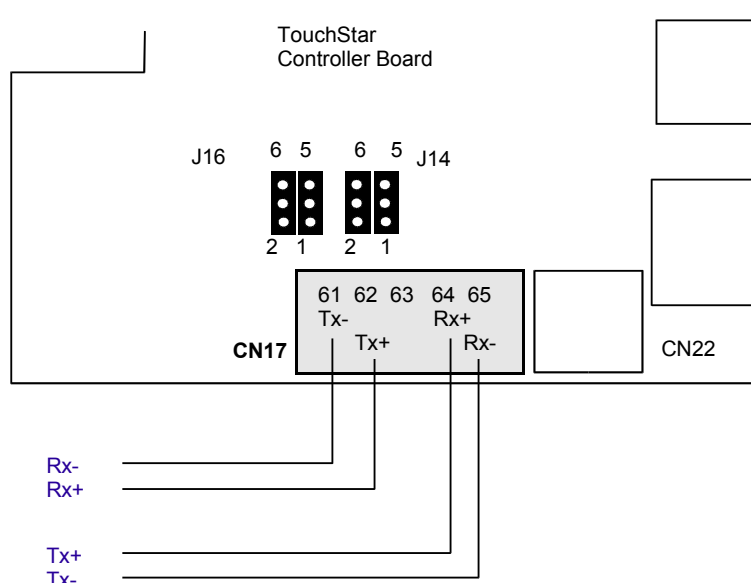 TouchStar
Controller Board
J16
6 5
6 5
J14
2 1
2 1
61 62 63 64 65
Tx- Rx+
Tx+ Rx-
CN17
CN22
Rx-
Rx+
Tx+
Tx-